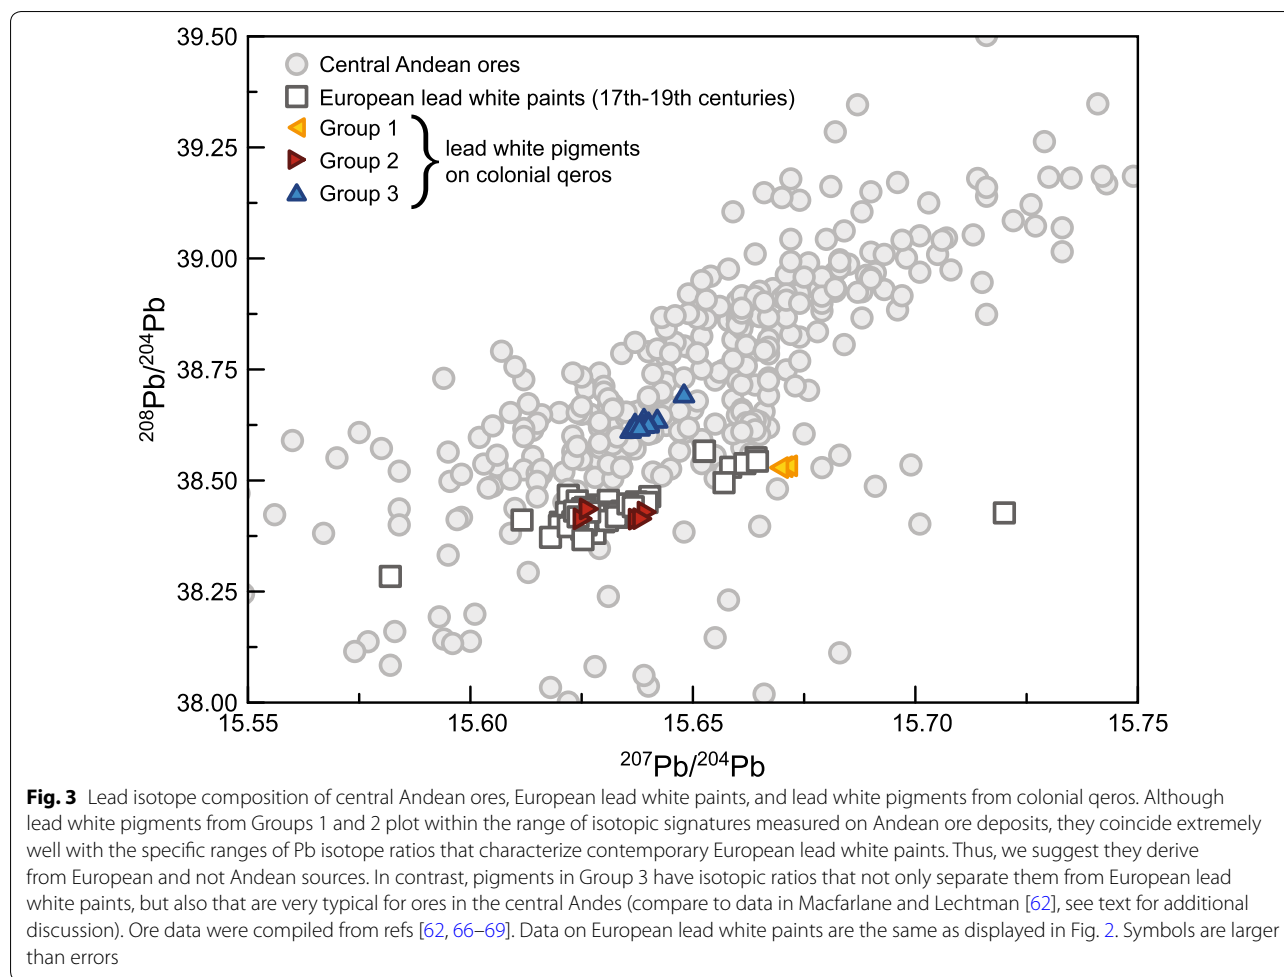 39.50
39.25
39.00
38.75
38.50
38.25
38.00
²⁰⁸Pb/²⁰⁴Pb
Central Andean ores
European lead white paints (17th-19th centuries)
Group 1
Group 2
Group 3
lead white pigments
on colonial qeros
15.55 15.60 15.65 15.70 15.75
²⁰⁷Pb/²⁰⁴Pb
Fig. 3 Lead isotope composition of central Andean ores, European lead white paints, and lead white pigments from colonial qeros. Although
lead white pigments from Groups 1 and 2 plot within the range of isotopic signatures measured on Andean ore deposits, they coincide extremely
well with the specific ranges of Pb isotope ratios that characterize contemporary European lead white paints. Thus, we suggest they derive
from European and not Andean sources. In contrast, pigments in Group 3 have isotopic ratios that not only separate them from European lead
white paints, but also that are very typical for ores in the central Andes (compare to data in Macfarlane and Lechtman [62], see text for additional
discussion). Ore data were compiled from refs [62, 66–69]. Data on European lead white paints are the same as displayed in Fig. 2. Symbols are larger
than errors